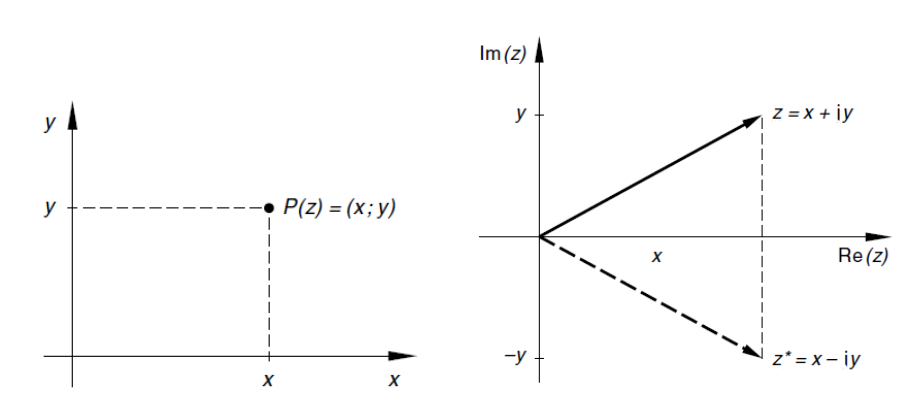 y
y
P(z) = (x; y)
x
x
Im(z)
y
z = x + iy
x
Re(z)
–y
z* = x – iy